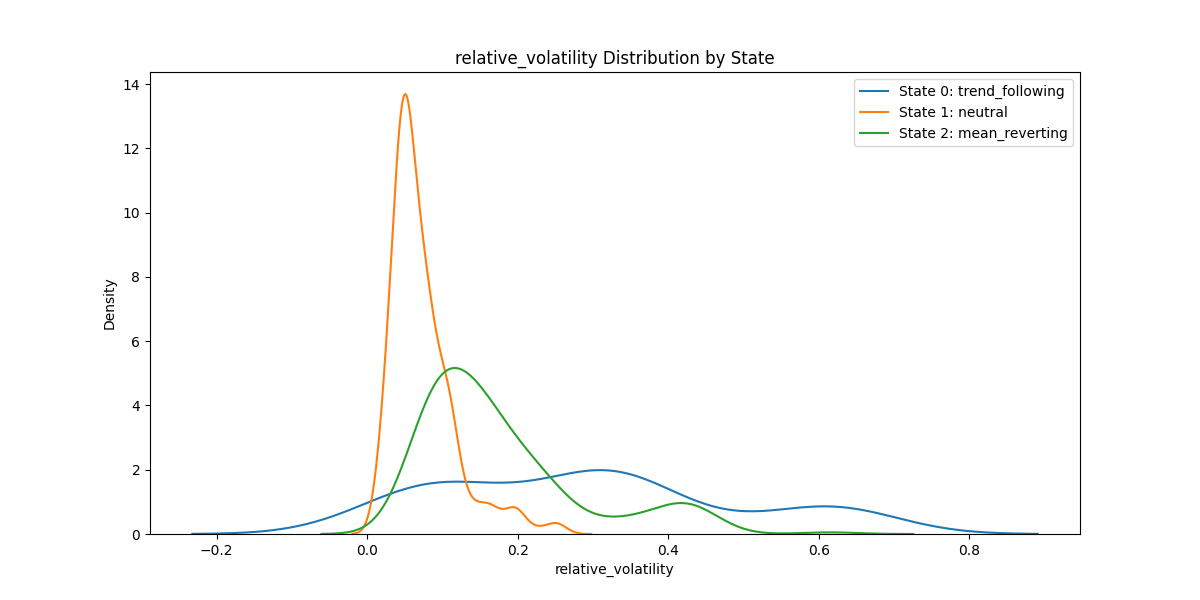 relative_volatility Distribution by State
State 0: trend_following
State 1: neutral
State 2: mean_reverting
Density
14
12
10
8
6
4
2
0
−0.2 0.0 0.2 0.4 0.6 0.8
relative_volatility